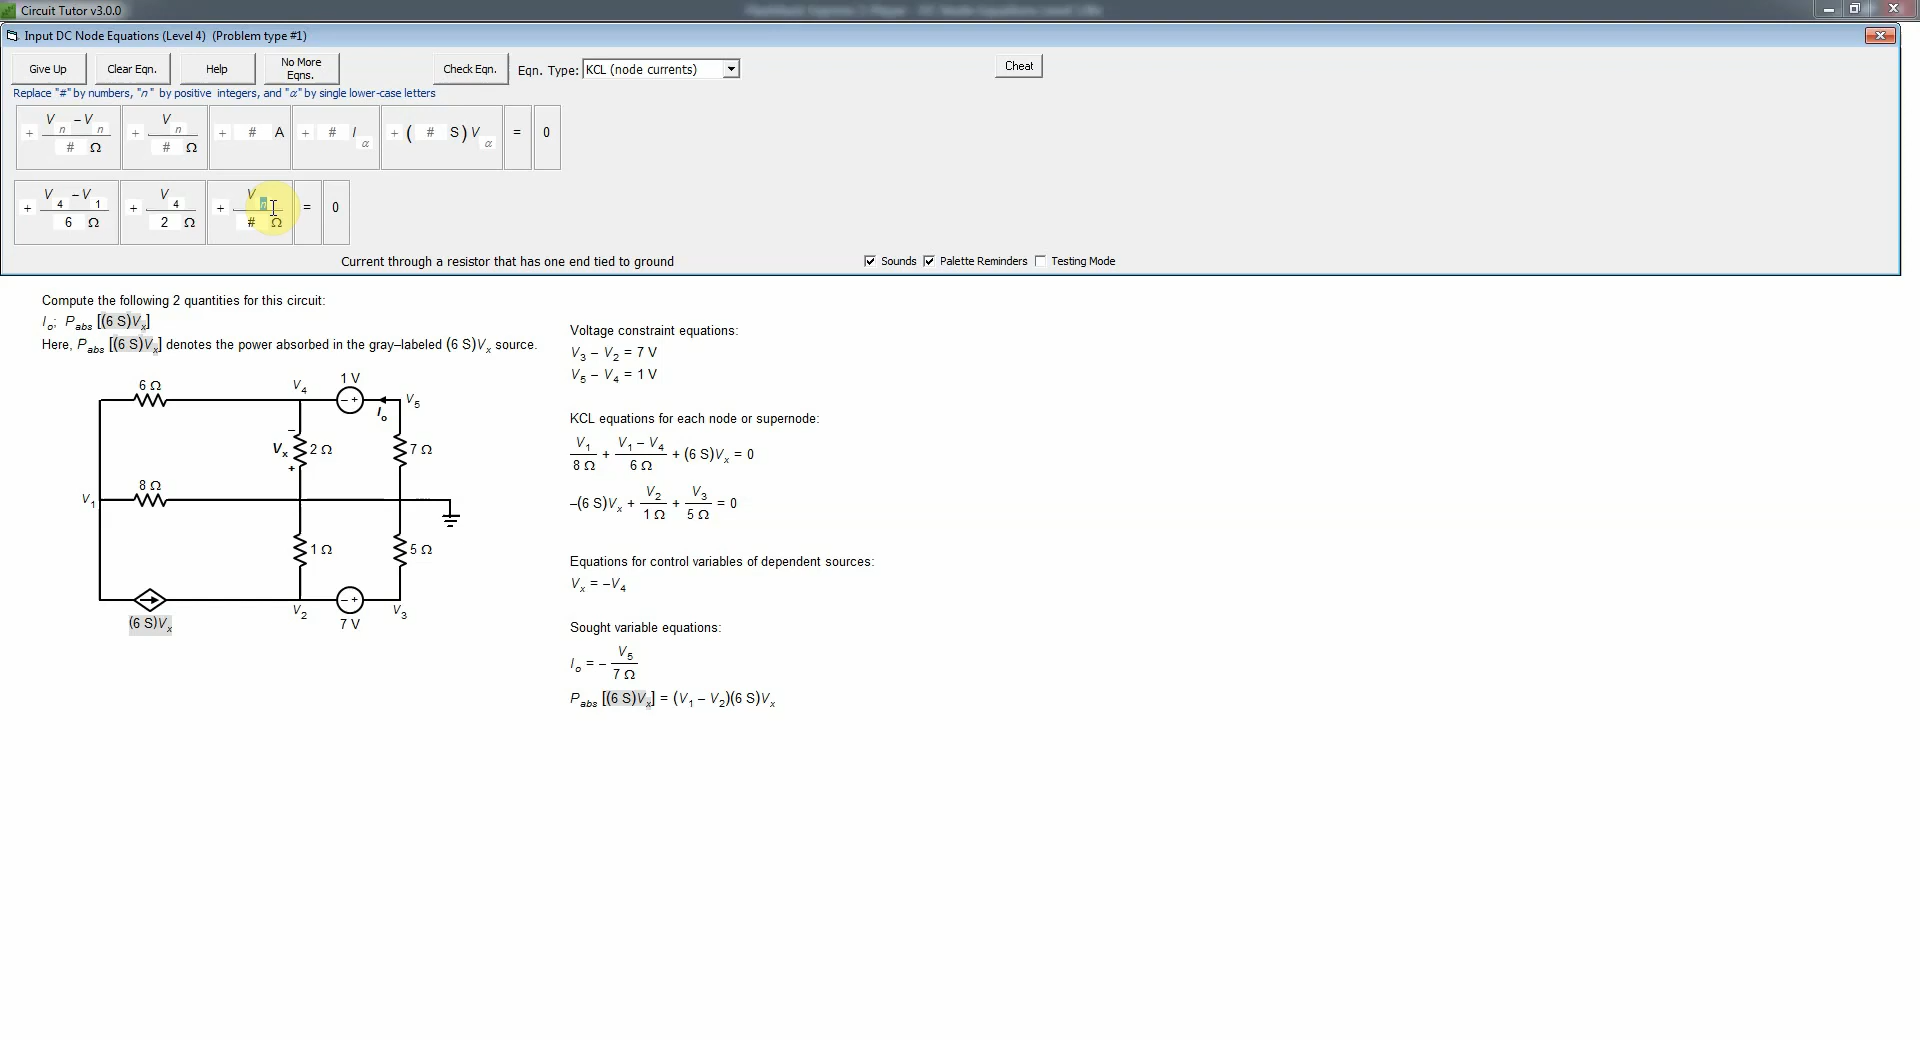 Circuit Tutor v3.0.0
Input DC Node Equations (Level 4) (Problem type #1)
Give Up
Clear Eqn.
Help
No More Eqns.
Check Eqn.
Eqn. Type:
KCL (node currents)
Cheat
Replace "#" by numbers, "n" by positive integers, and "α" by single lower-case letters
+ (V_n – V_n) / (# Ω) + V_n / (# Ω) + # A + # I_α + ( # S) V_α = 0
+ (V_4 – V_1) / (6 Ω) + V_4 / (2 Ω) + V_n / (# Ω) = 0
Current through a resistor that has one end tied to ground
Sounds
Palette Reminders
Testing Mode
Compute the following 2 quantities for this circuit:
I_o; P_abs [(6 S)V_x]
Here, P_abs [(6 S)V_x] denotes the power absorbed in the gray–labeled (6 S)V_x source.
6 Ω
V_4
1 V
V_5
I_o
–
V_x
+
2 Ω
7 Ω
8 Ω
V_1
1 Ω
5 Ω
(6 S)V_x
V_2
– +
– +
7 V
V_3
Voltage constraint equations:
V_3 – V_2 = 7 V
V_5 – V_4 = 1 V
KCL equations for each node or supernode:
V_1 / (8 Ω) + (V_1 – V_4) / (6 Ω) + (6 S)V_x = 0
–(6 S)V_x + V_2 / (1 Ω) + V_3 / (5 Ω) = 0
Equations for control variables of dependent sources:
V_x = –V_4
Sought variable equations:
I_o = – V_5 / (7 Ω)
P_abs [(6 S)V_x] = (V_1 – V_2)(6 S)V_x